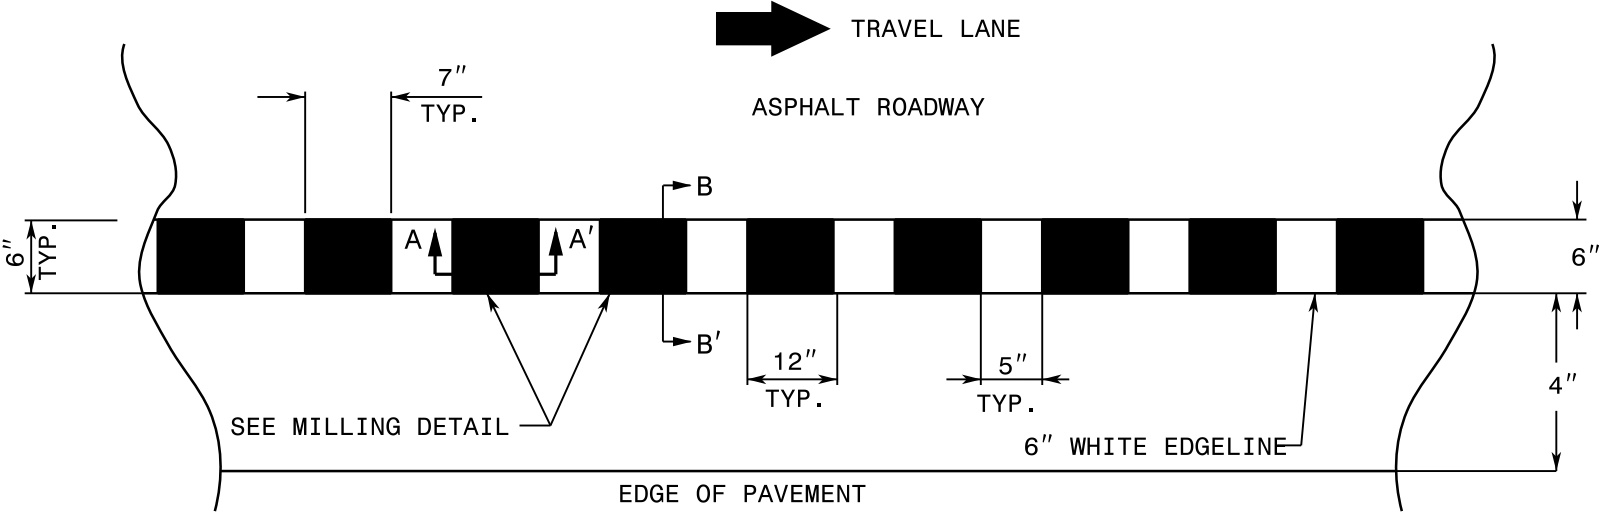 TRAVEL LANE
7"
TYP.
ASPHALT ROADWAY
B
6"
TYP.
A
A'
6"
B'
12"
TYP.
5"
TYP.
4"
SEE MILLING DETAIL
6" WHITE EDGELINE
EDGE OF PAVEMENT